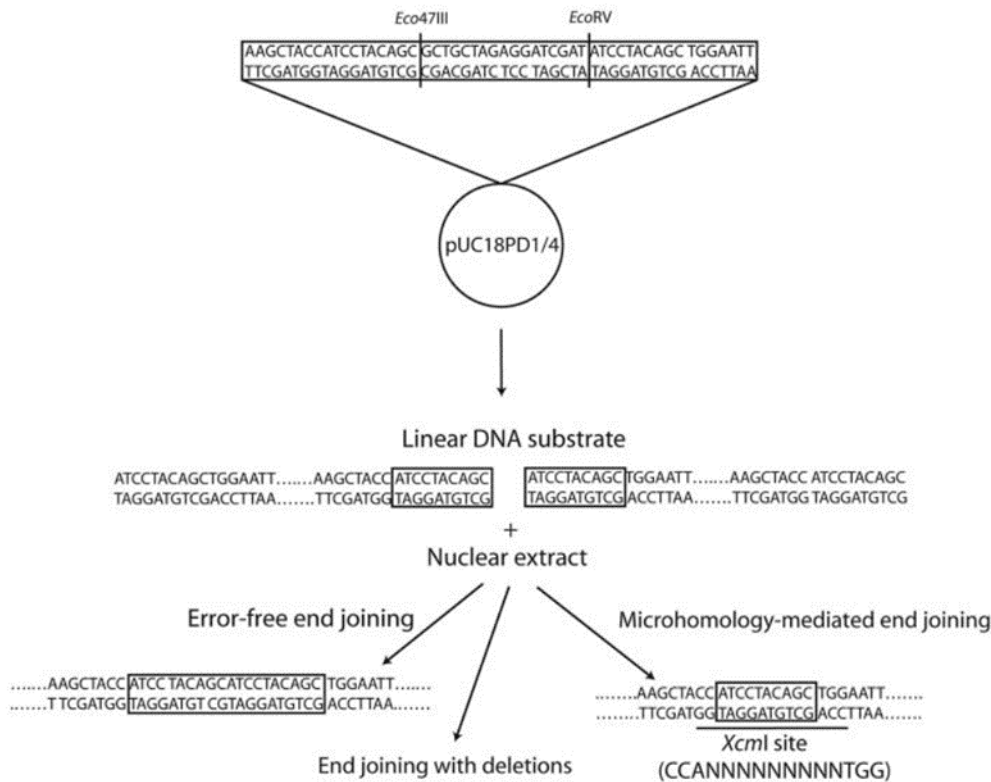 Eco47III EcoRV
AAGCTACCATCCTACAGC GCTGCTAGAGGATCGAT ATCCTACAGC TGGAATT
TTCGATGGTAGGATGTCG CGACGATC TCC TAGCTA TAGGATGTCG ACCTTAA
pUC18PD1/4
Linear DNA substrate
ATCCTACAGCTGGAATT...... AAGCTACC ATCCTACAGC ATCCTACAGC TGGAATT....... AAGCTACC ATCCTACAGC
TAGGATGTCGACCTTAA....... TTCGATGG TAGGATGTCG TAGGATGTCG ACCTTAA....... TTCGATGG TAGGATGTCG
+
Nuclear extract
Error-free end joining
Microhomology-mediated end joining
.......AAGCTACC ATCC TACAGCATCCTACAGC TGGAATT.......
.......T TCGATGG TAGGATGT CGTAGGATGTCG ACCTTAA.......
........ AAGCTACC ATCCTACAGC TGGAATT.......
........TTCGATGG TAGGATGTCG ACCTTAA.......
XcmI site
(CCANNNNNNNNNTGG)
End joining with deletions